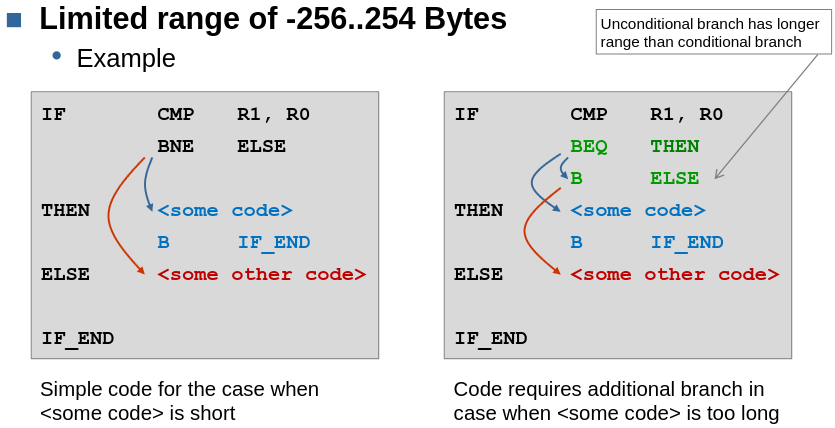 Limited range of -256..254 Bytes
Example
Unconditional branch has longer
range than conditional branch
IF CMP R1, R0
BNE ELSE
THEN <some code>
B IF_END
ELSE <some other code>
IF_END
Simple code for the case when
<some code> is short
IF CMP R1, R0
BEQ THEN
B ELSE
THEN <some code>
B IF_END
ELSE <some other code>
IF_END
Code requires additional branch in
case when <some code> is too long